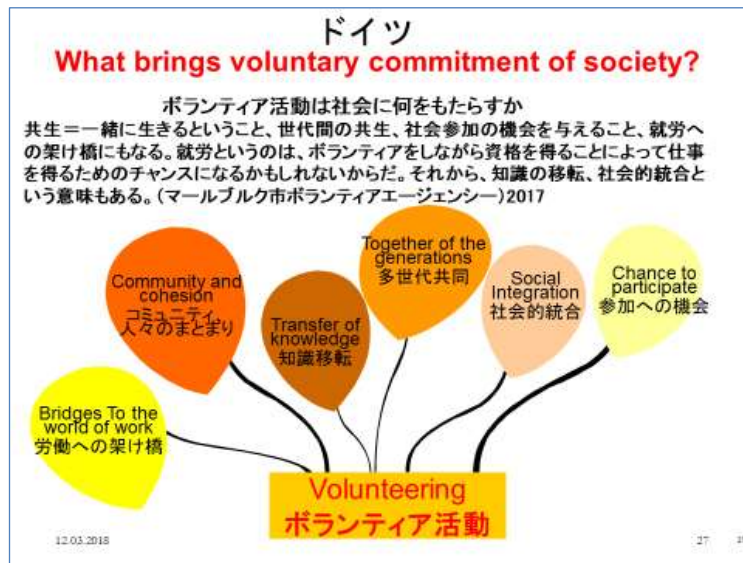 ドイツ
What brings voluntary commitment of society?
ボランティア活動は社会に何をもたらすか
共生＝一緒に生きるということ、世代間の共生、社会参加の機会を与えること、就労へ
の架け橋にもなる。就労というのは、ボランティアをしながら資格を得ることによって仕事
を得るためのチャンスになるかもしれないからだ。それから、知識の移転、社会的統合と
いう意味もある。（マールブルク市ボランティアエージェンシー）2017
Bridges To the
world of work
労働への架け橋
Community and
cohesion
コミュニティ
人々のまとまり
Transfer of
knowledge
知識移転
Together of the
generations
多世代共同
Social
Integration
社会的統合
Chance to
participate
参加への機会
Volunteering
ボランティア活動
12.03.2018
27